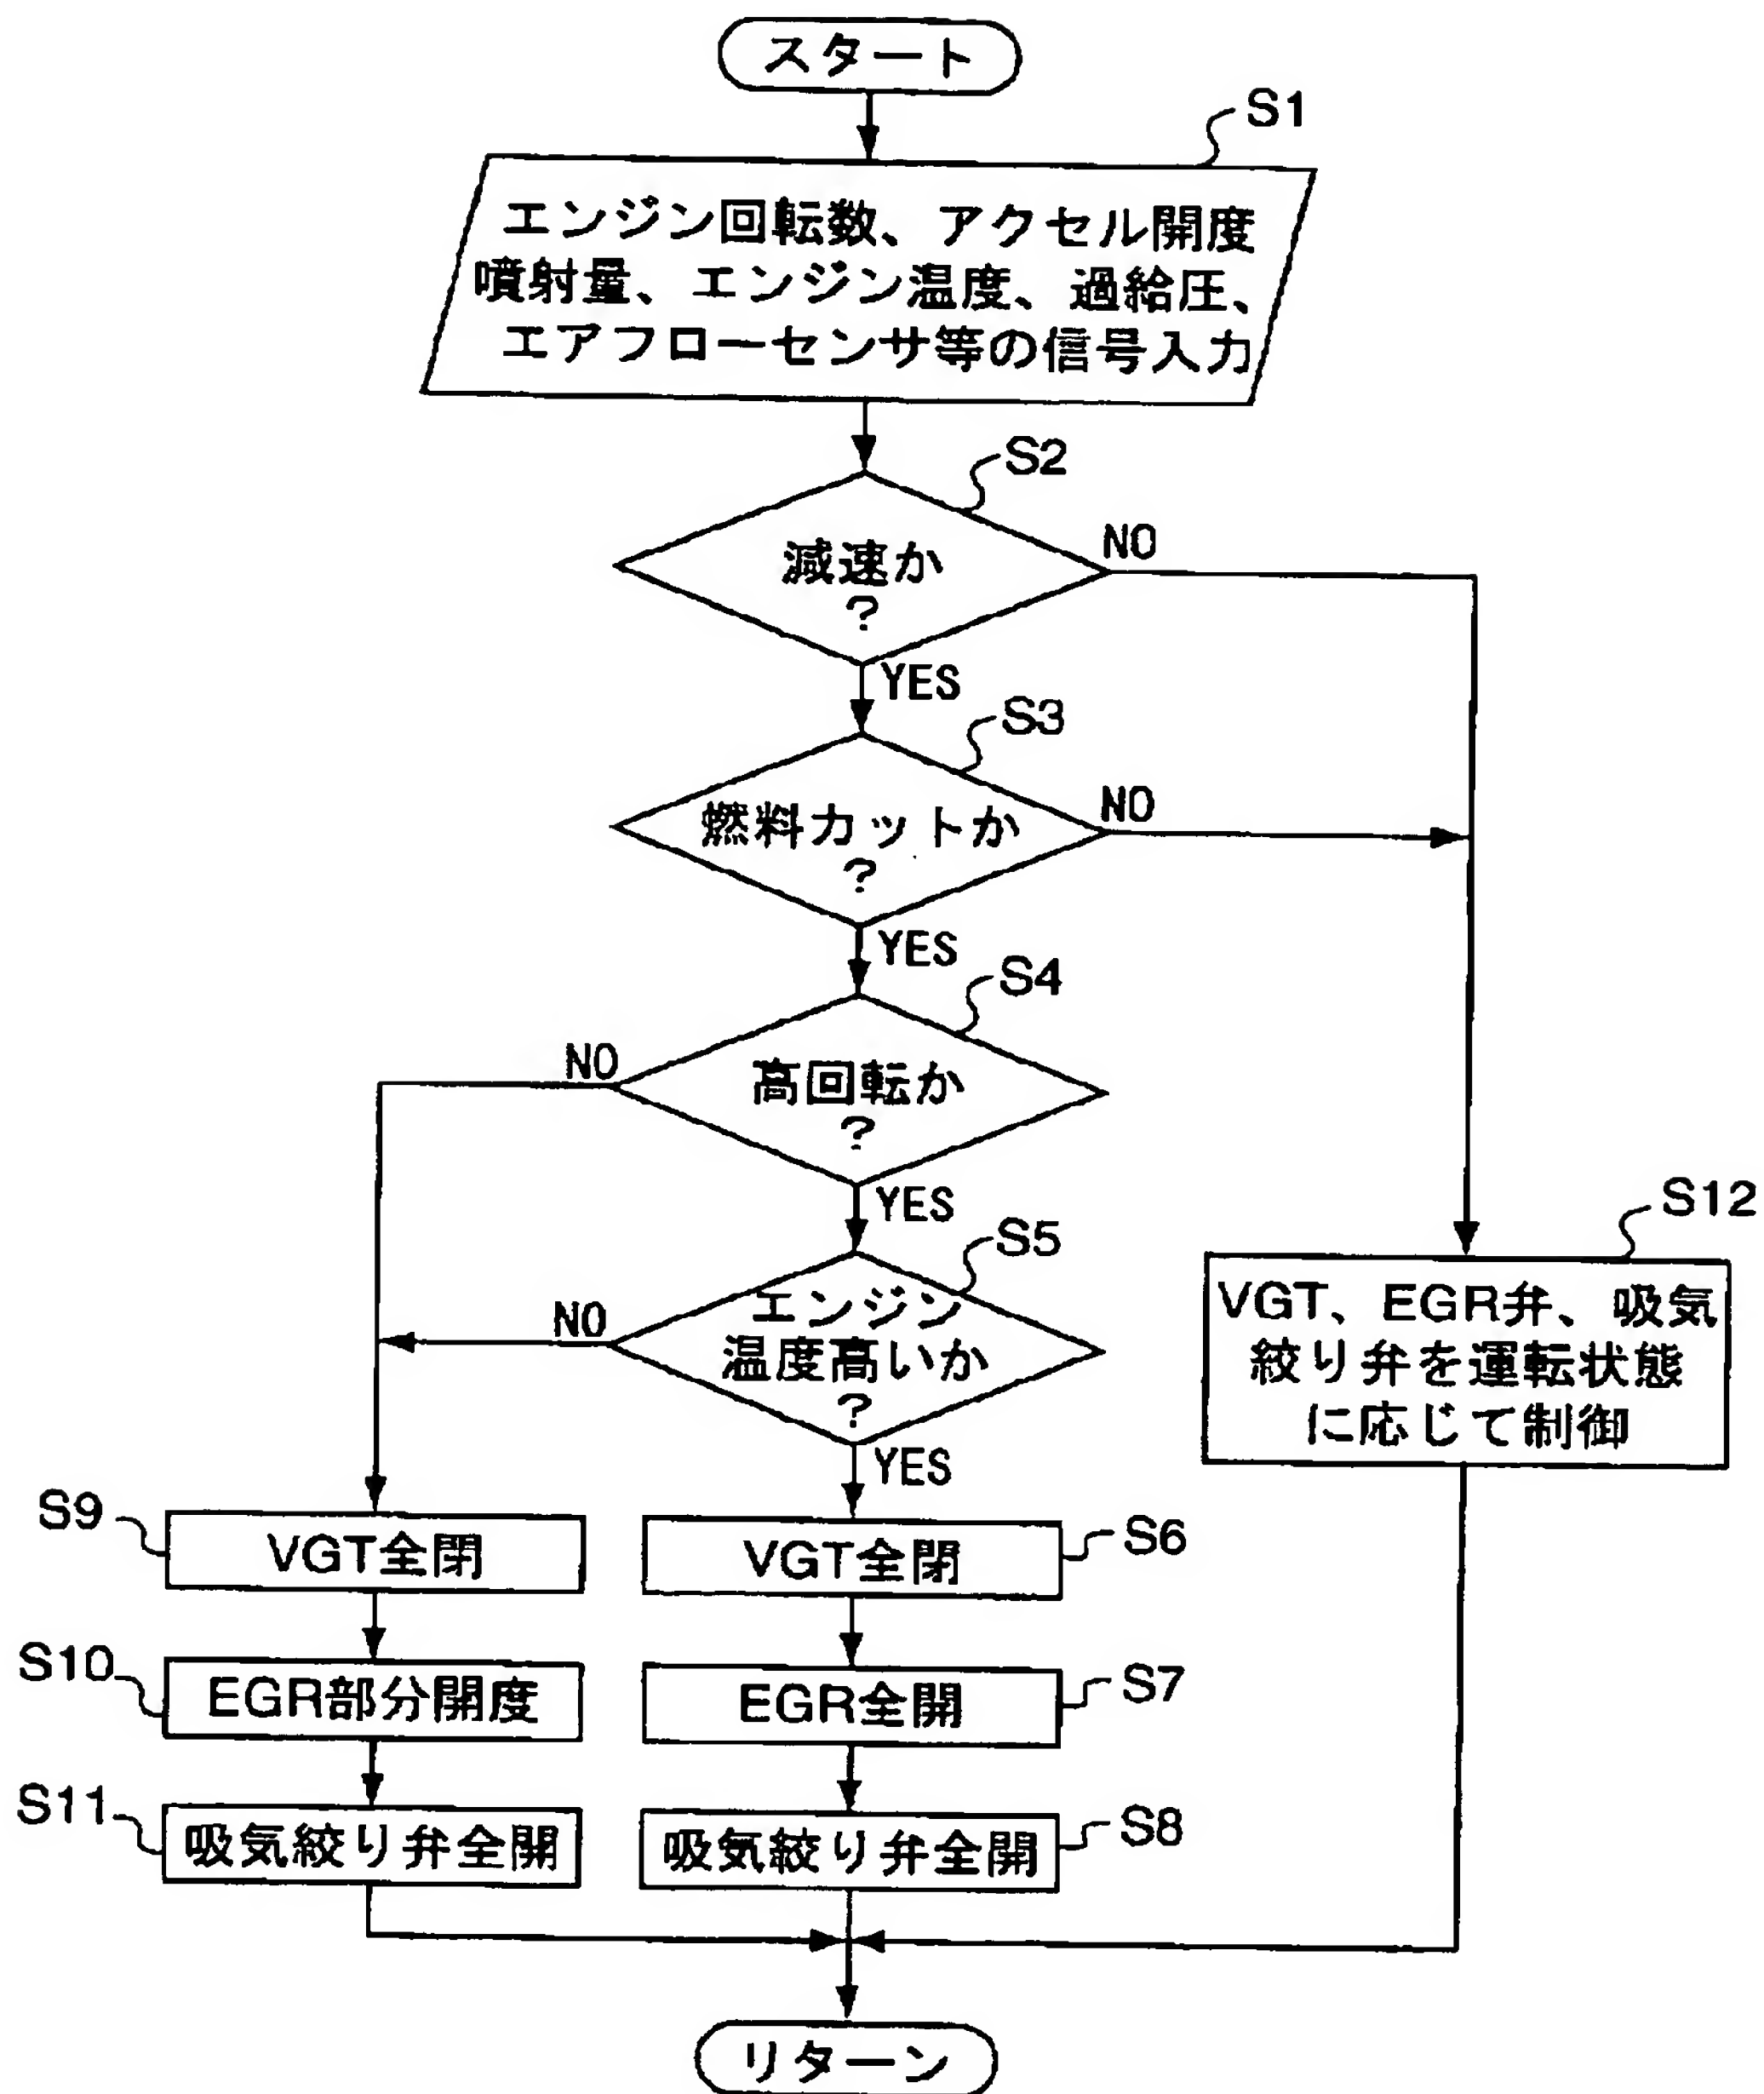 スタート
S1
エンジン回転数、アクセル開度
噴射量、エンジン温度、過給圧、
エアフローセンサ等の信号入力
S2
減速か
?
NO
YES
S3
燃料カットか
?
NO
YES
S4
高回転か
?
NO
YES
S5
エンジン
温度高いか
?
NO
YES
S12
VGT、EGR弁、吸気
絞り弁を運転状態
に応じて制御
S9
VGT全閉
S6
VGT全閉
S10
EGR部分開度
S7
EGR全開
S11
吸気絞り弁全開
S8
吸気絞り弁全開
リターン